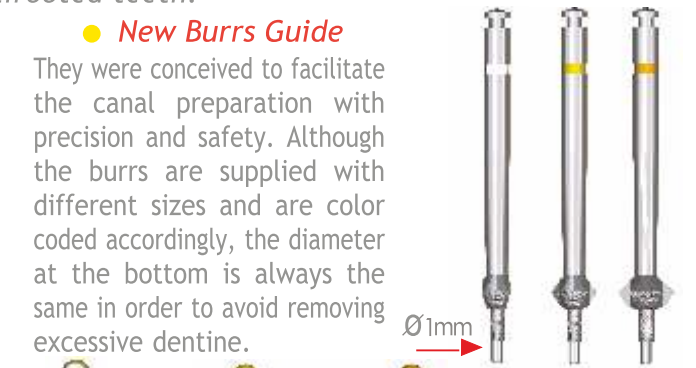 New Burrs Guide
They were conceived to facilitate
the canal preparation with
precision and safety. Although
the burrs are supplied with
different sizes and are color
coded accordingly, the diameter
at the bottom is always the
same in order to avoid removing
excessive dentine.
Ø1mm